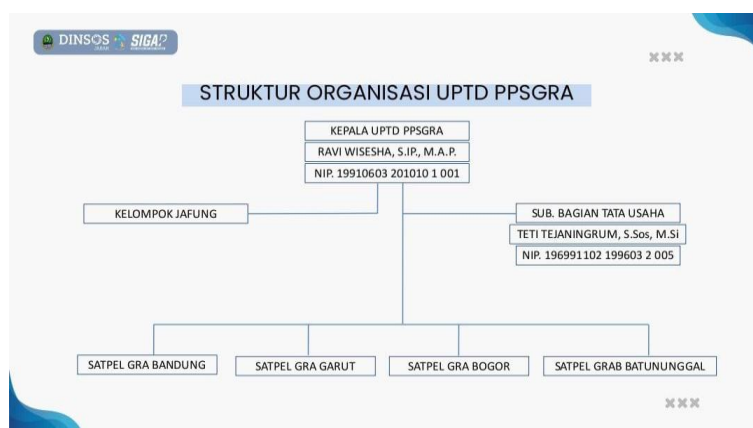 DINSOS SIGAP
STRUKTUR ORGANISASI UPTD PPSGRA
KEPALA UPTD PPSGRA
RAVI WISESHA, S.IP., M.A.P.
NIP. 19910603 201010 1 001
KELOMPOK JAFUNG
SUB. BAGIAN TATA USAHA
TETI TEJANINGRUM, S.Sos, M.Si
NIP. 196991102 199603 2 005
SATPEL GRA BANDUNG
SATPEL GRA GARUT
SATPEL GRA BOGOR
SATPEL GRAB BATUNUNGGAL